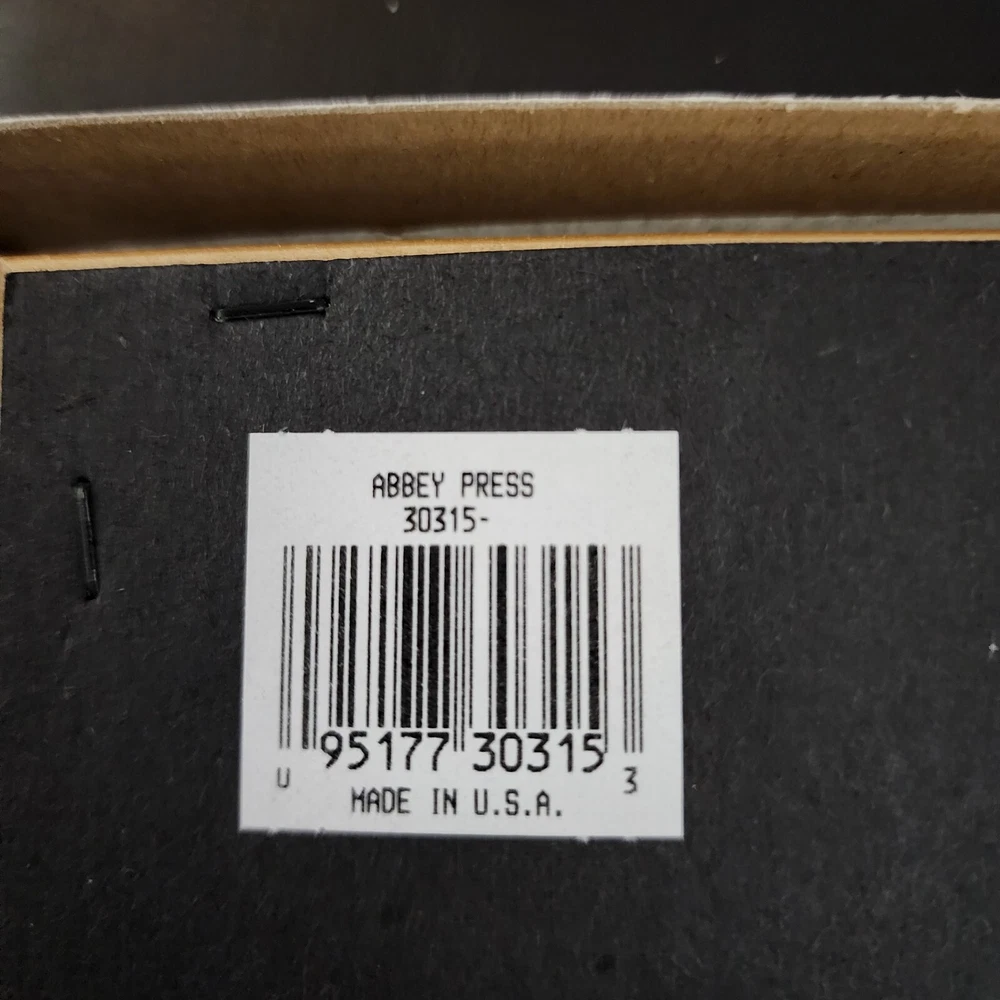 ABBEY PRESS
30315-
U 95177 30315 3
MADE IN U.S.A.